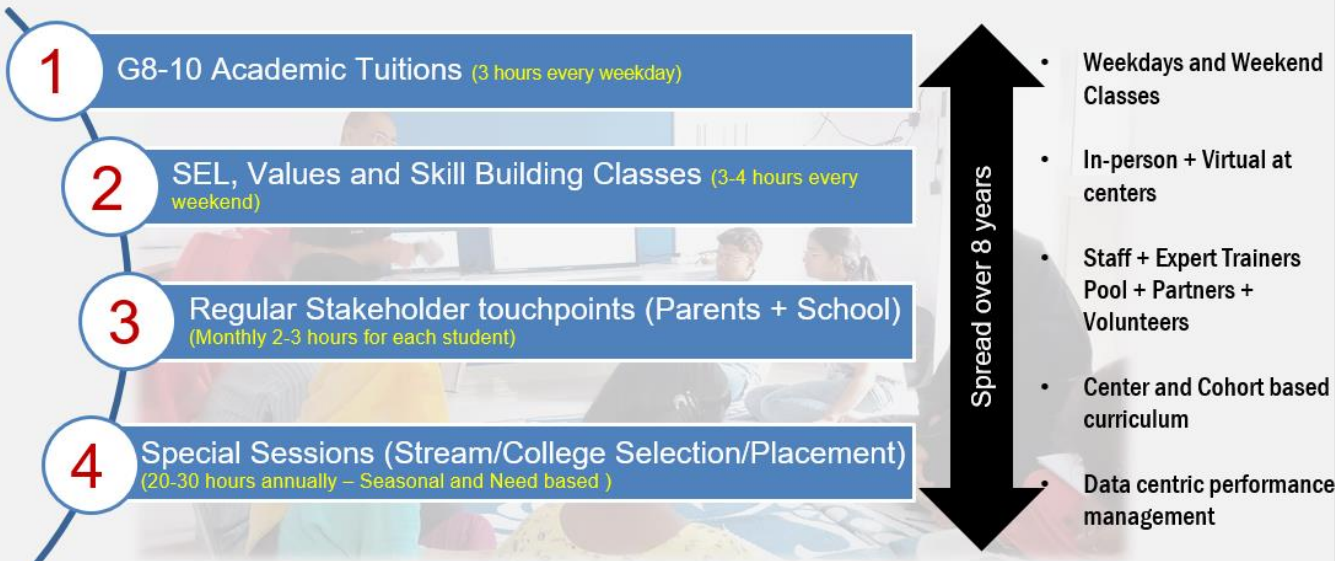 1
G8-10 Academic Tuitions (3 hours every weekday)
2
SEL, Values and Skill Building Classes (3-4 hours every
weekend)
3
Regular Stakeholder touchpoints (Parents + School)
(Monthly 2-3 hours for each student)
4
Special Sessions (Stream/College Selection/Placement)
(20-30 hours annually – Seasonal and Need based )
Spread over 8 years
• Weekdays and Weekend
Classes
• In-person + Virtual at
centers
• Staff + Expert Trainers
Pool + Partners +
Volunteers
• Center and Cohort based
curriculum
• Data centric performance
management